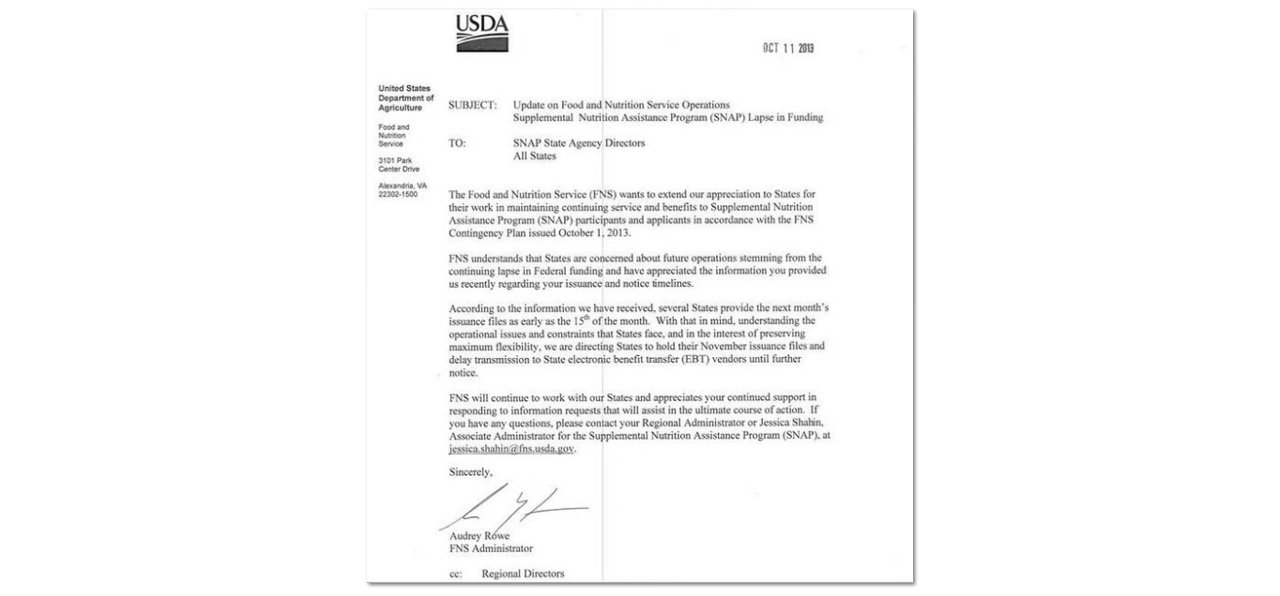 USDA
OCT 11 2013
United States
Department of
Agriculture
Food and
Nutrition
Service
3101 Park
Center Drive
Alexandria, VA
22302-1500
SUBJECT: Update on Food and Nutrition Service Operations
Supplemental Nutrition Assistance Program (SNAP) Lapse in Funding
TO: SNAP State Agency Directors
All States
The Food and Nutrition Service (FNS) wants to extend our appreciation to States for
their work in maintaining continuing service and benefits to Supplemental Nutrition
Assistance Program (SNAP) participants and applicants in accordance with the FNS
Contingency Plan issued October 1, 2013.
FNS understands that States are concerned about future operations stemming from the
continuing lapse in Federal funding and have appreciated the information you provided
us recently regarding your issuance and notice timelines.
According to the information we have received, several States provide the next month's
issuance files as early as the 15th of the month. With that in mind, understanding the
operational issues and constraints that States face, and in the interest of preserving
maximum flexibility, we are directing States to hold their November issuance files and
delay transmission to State electronic benefit transfer (EBT) vendors until further
notice.
FNS will continue to work with our States and appreciates your continued support in
responding to information requests that will assist in the ultimate course of action. If
you have any questions, please contact your Regional Administrator or Jessica Shahin,
Associate Administrator for the Supplemental Nutrition Assistance Program (SNAP), at
jessica.shahin@fns.usda.gov.
Sincerely,
Audrey Rowe
FNS Administrator
cc: Regional Directors